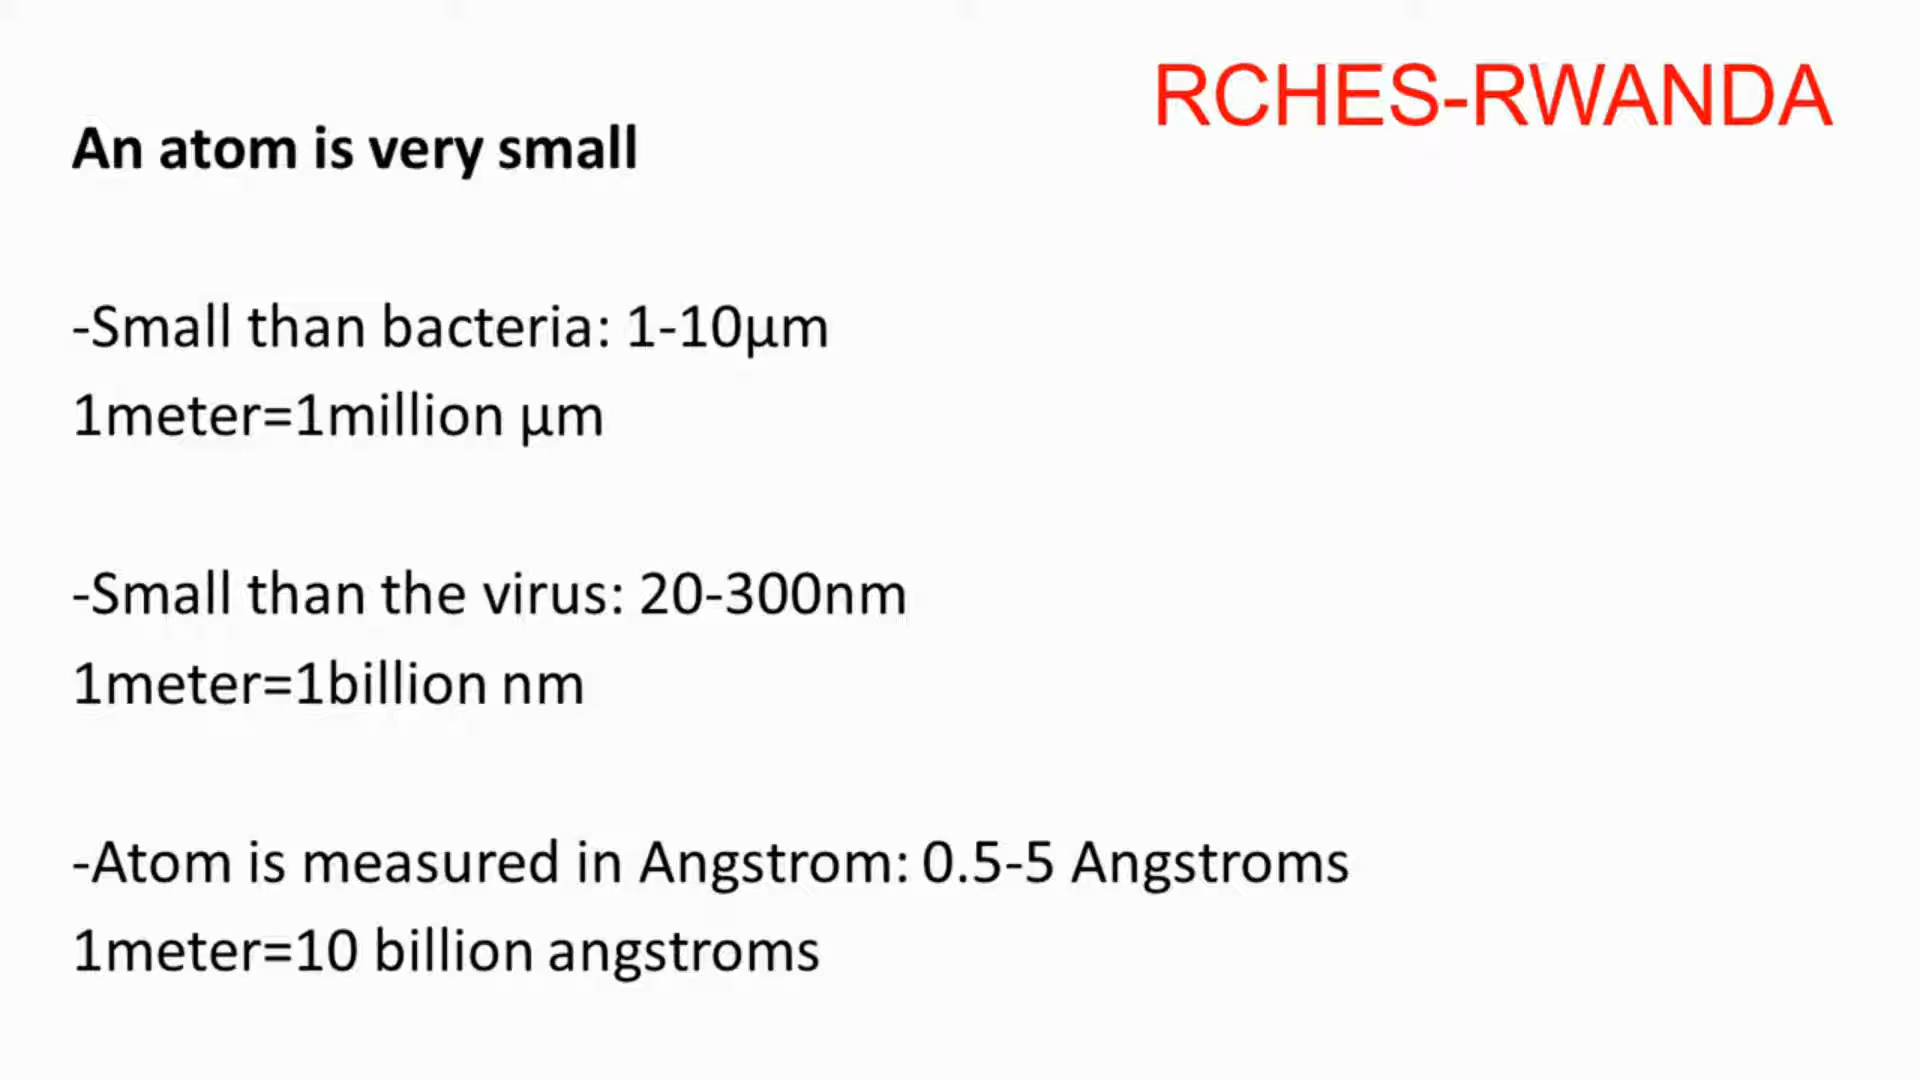 RCHES-RWANDA
An atom is very small
-Small than bacteria: 1-10µm
1meter=1million µm
-Small than the virus: 20-300nm
1meter=1billion nm
-Atom is measured in Angstrom: 0.5-5 Angstroms
1meter=10 billion angstroms